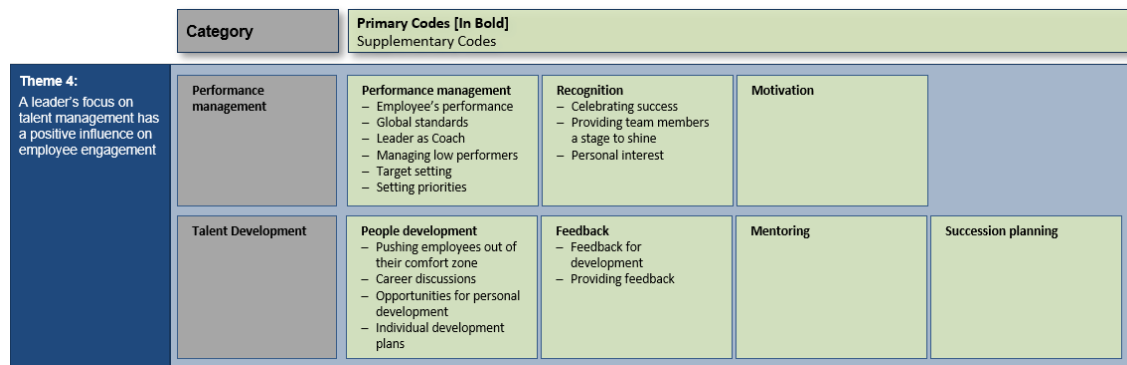 Category
Primary Codes [In Bold]
Supplementary Codes
Theme 4:
A leader's focus on
talent management has
a positive influence on
employee engagement
Performance
management
Performance management
– Employee's performance
– Global standards
– Leader as Coach
– Managing low performers
– Target setting
– Setting priorities
Recognition
– Celebrating success
– Providing team members
a stage to shine
– Personal interest
Motivation
Talent Development
People development
– Pushing employees out of
their comfort zone
– Career discussions
– Opportunities for personal
development
– Individual development
plans
Feedback
– Feedback for
development
– Providing feedback
Mentoring
Succession planning